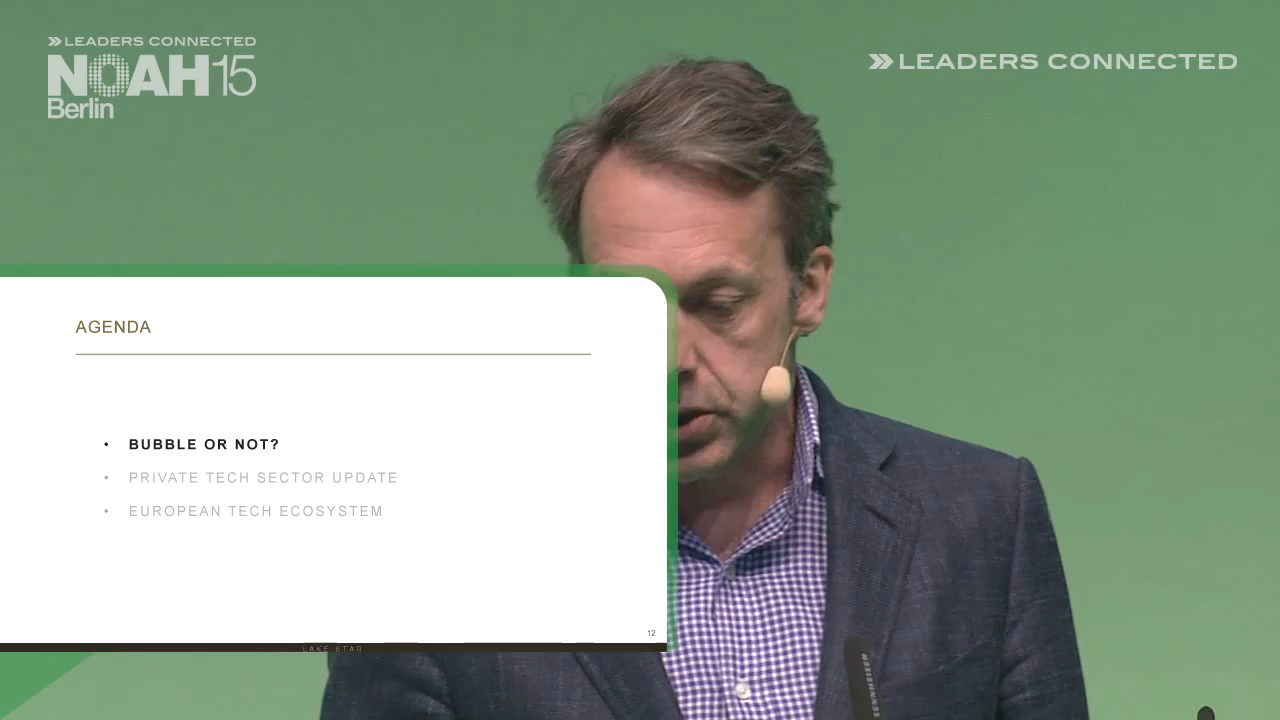 LEADERS CONNECTED
NOAH15
Berlin
LEADERS CONNECTED
AGENDA
• BUBBLE OR NOT?
• PRIVATE TECH SECTOR UPDATE
• EUROPEAN TECH ECOSYSTEM
12
LAKE STAR
SENNHEISER